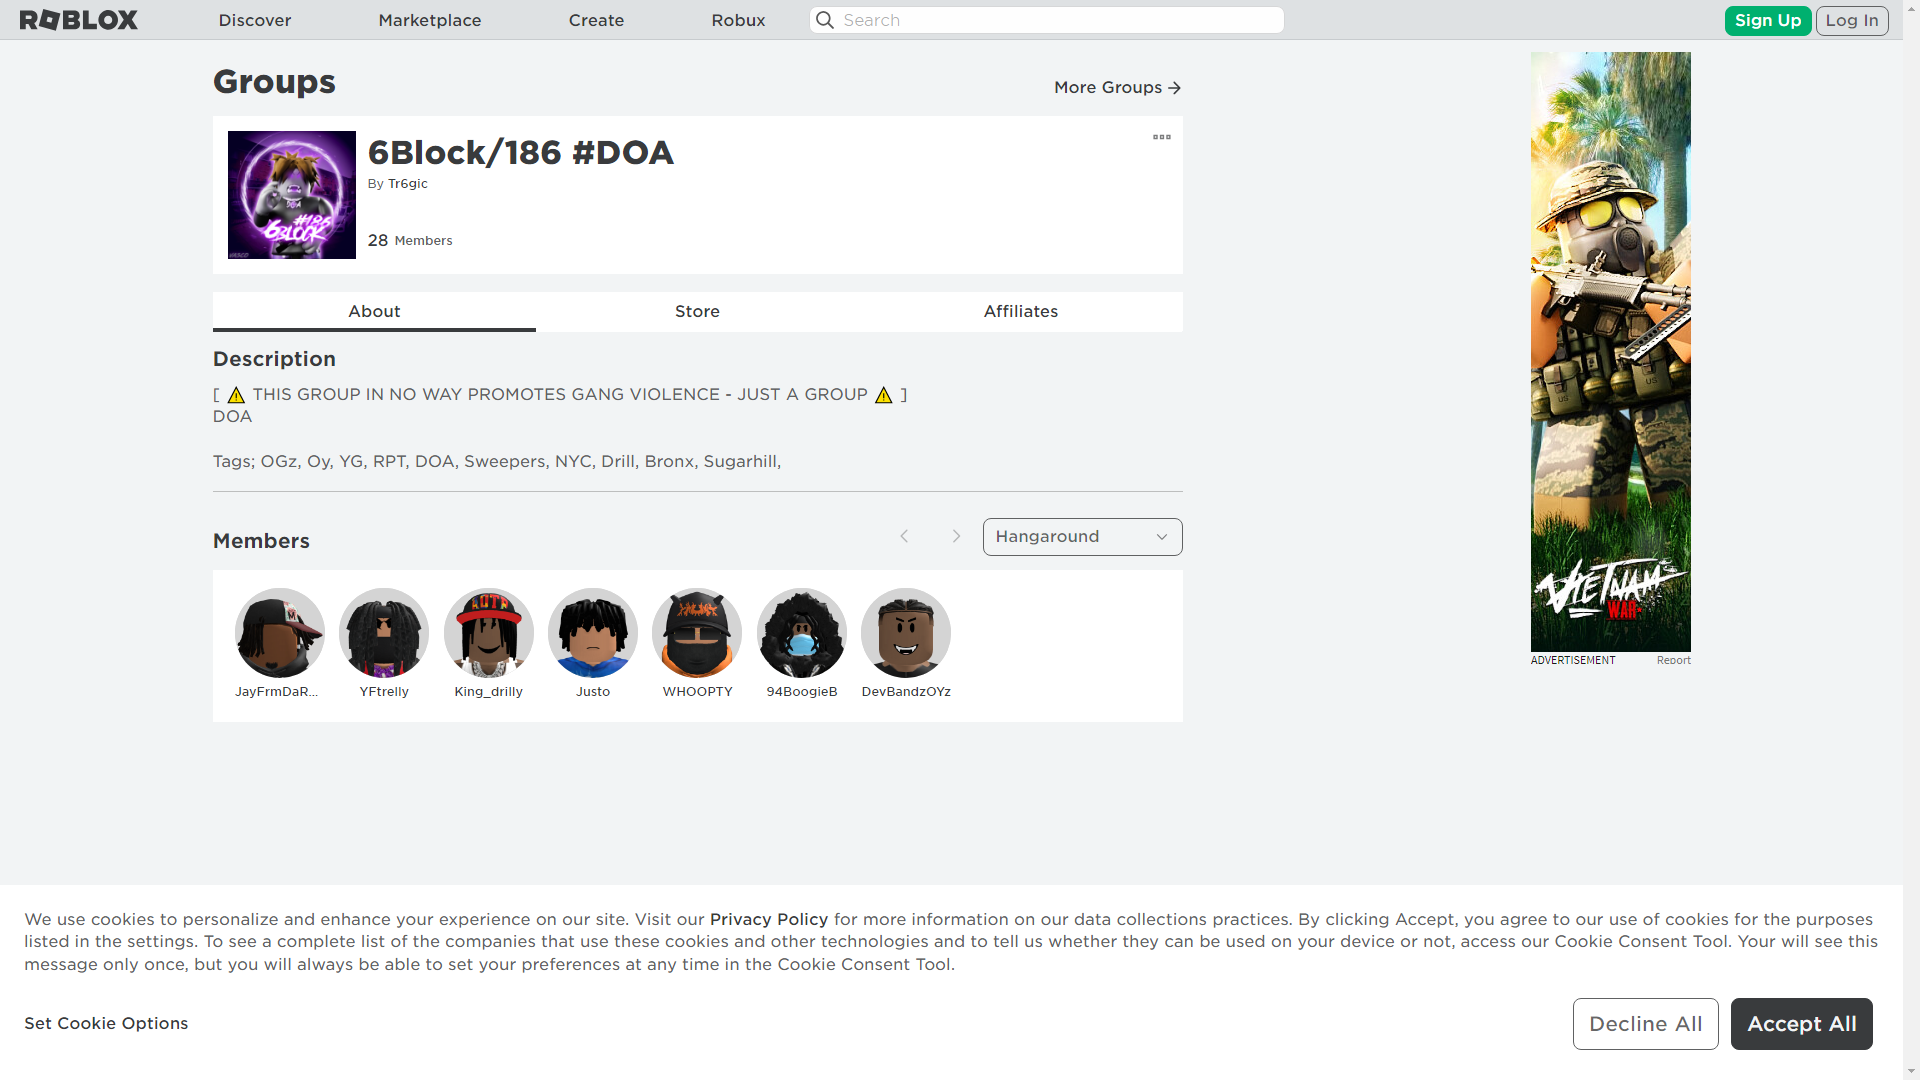 ROBLOX
Discover
Marketplace
Create
Robux
Search
Sign Up
Log In
Groups
More Groups
#186
6BLOCK
6Block/186 #DOA
By Tr6gic
28 Members
About
Store
Affiliates
Description
[ ⚠ THIS GROUP IN NO WAY PROMOTES GANG VIOLENCE - JUST A GROUP ⚠ ]
DOA
Tags; OGz, Oy, YG, RPT, DOA, Sweepers, NYC, Drill, Bronx, Sugarhill,
Members
Hangaround
JayFrmDaR...
YFtrelly
King_drilly
Justo
WHOOPTY
94BoogieB
DevBandzOYz
US
US
VIETNAM
WAR
ADVERTISEMENT
Report
We use cookies to personalize and enhance your experience on our site. Visit our Privacy Policy for more information on our data collections practices. By clicking Accept, you agree to our use of cookies for the purposes
listed in the settings. To see a complete list of the companies that use these cookies and other technologies and to tell us whether they can be used on your device or not, access our Cookie Consent Tool. Your will see this
message only once, but you will always be able to set your preferences at any time in the Cookie Consent Tool.
Set Cookie Options
Decline All
Accept All